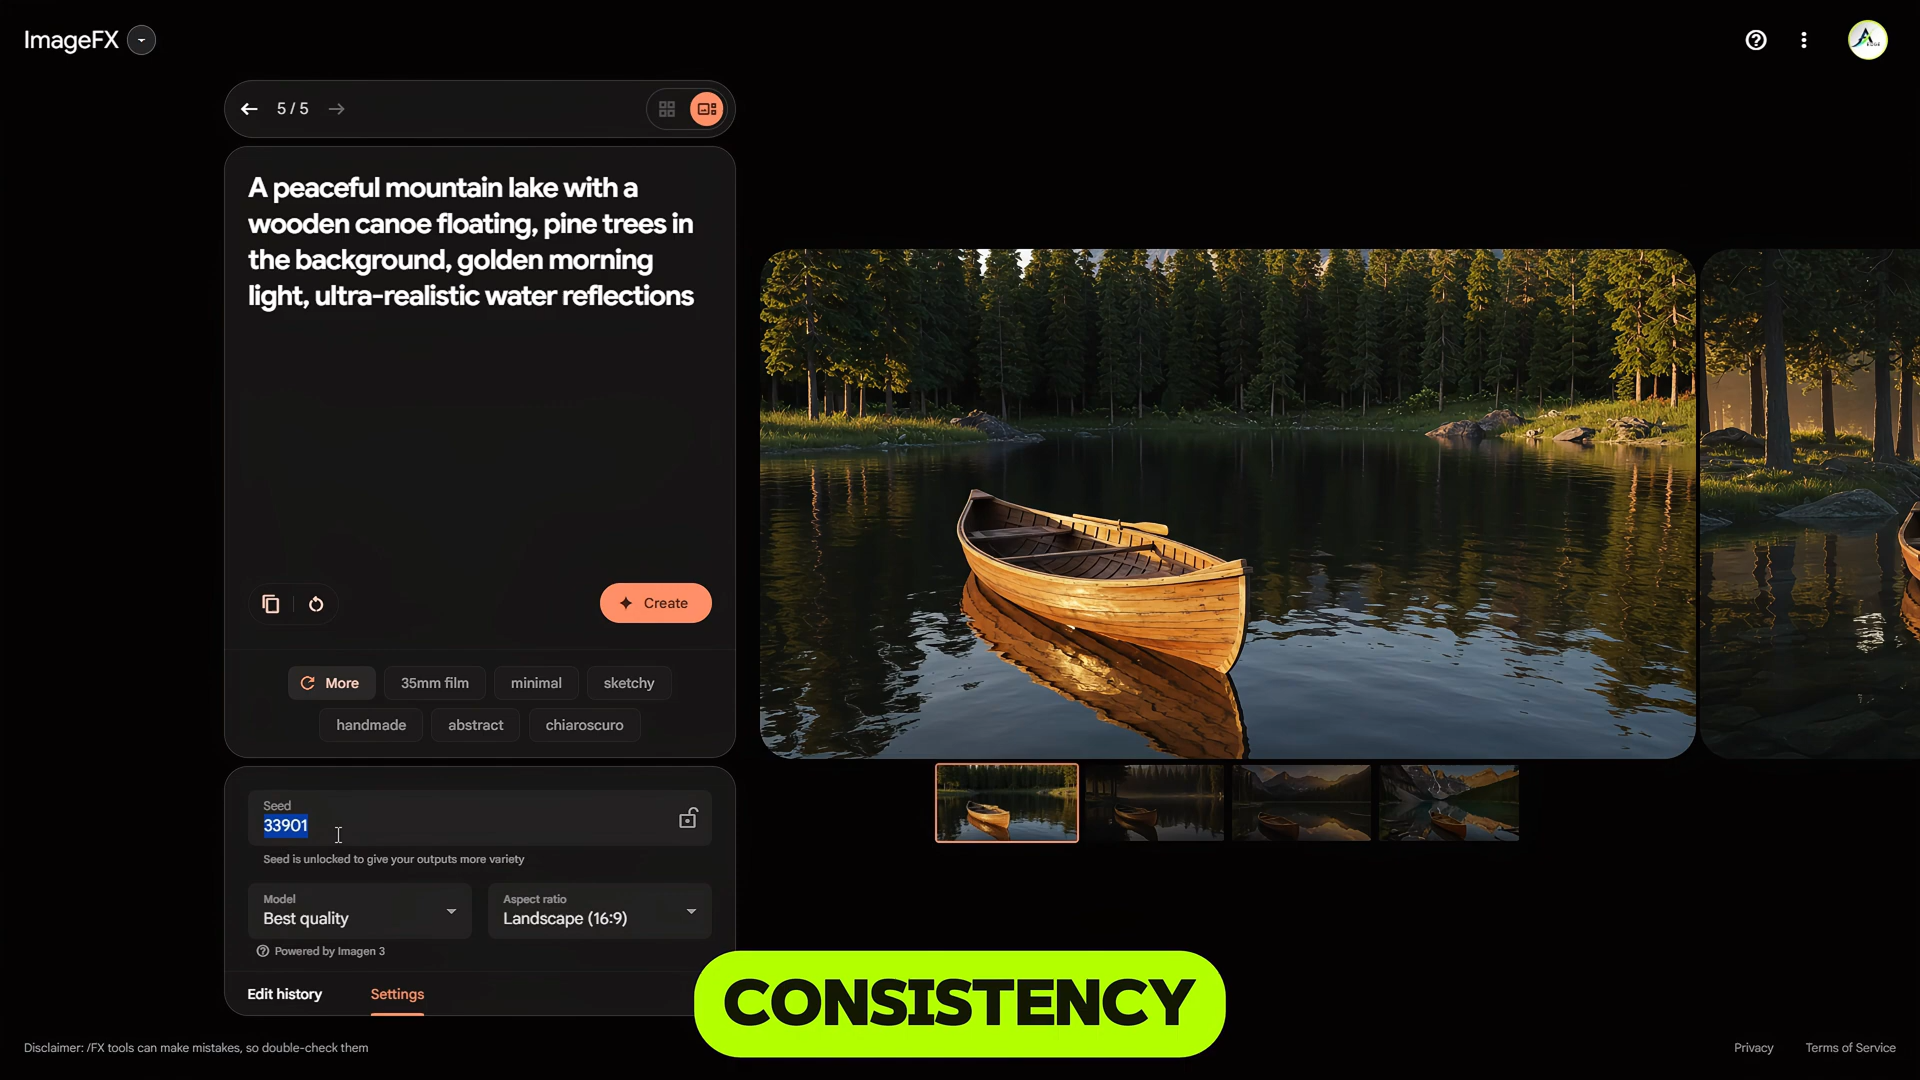 ImageFX
5 / 5
A peaceful mountain lake with a
wooden canoe floating, pine trees in
the background, golden morning
light, ultra-realistic water reflections
Create
More
35mm film
minimal
sketchy
handmade
abstract
chiaroscuro
Seed
33901
Seed is unlocked to give your outputs more variety
Model
Best quality
Aspect ratio
Landscape (16:9)
Powered by Imagen 3
Edit history
Settings
CONSISTENCY
Disclaimer: /FX tools can make mistakes, so double-check them
Privacy
Terms of Service